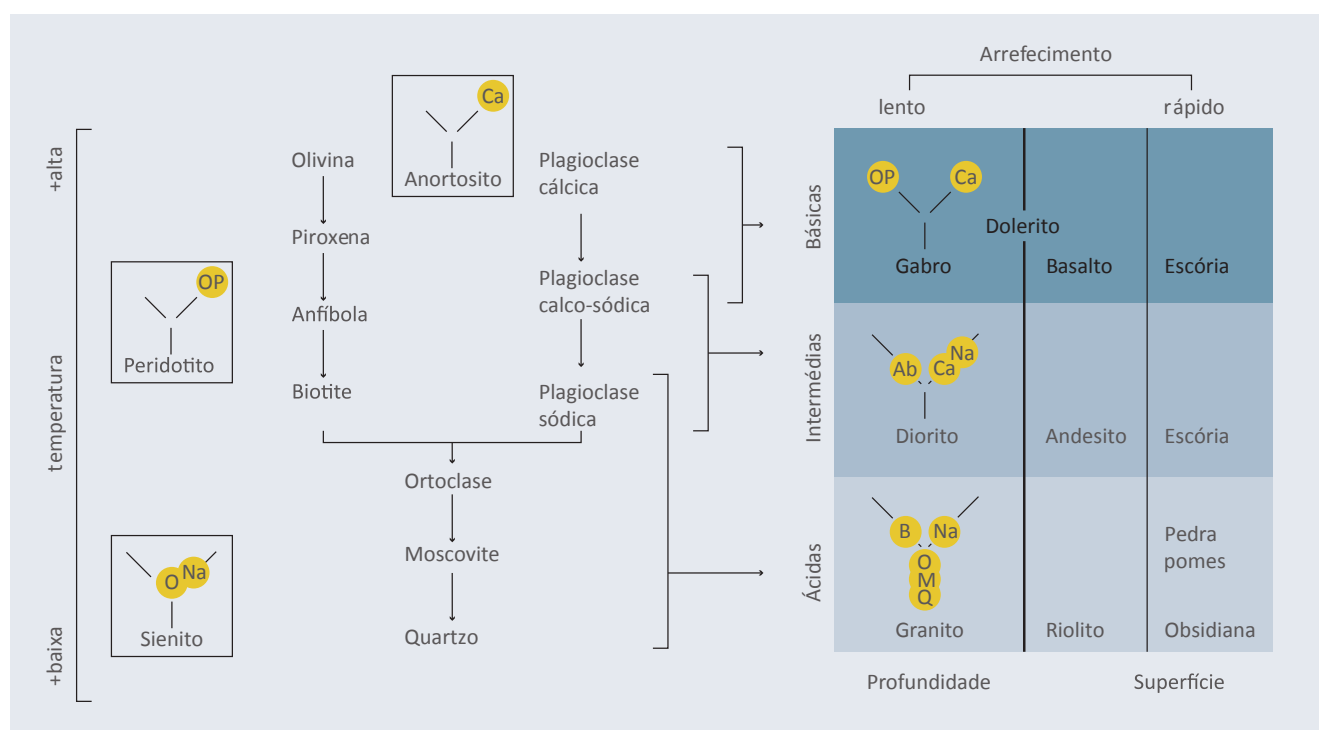 Arrefecimento
lento
rápido
+alta
temperatura
+baixa
Ca
Anortosito
OP
Peridotito
O
Na
Sienito
Olivina
Piroxena
Anfíbola
Biotite
Plagioclase
cálcica
Plagioclase
calco-sódica
Plagioclase
sódica
Ortoclase
Moscovite
Quartzo
Básicas
OP
Ca
Dolerito
Gabro
Basalto
Escória
Intermédias
Ab
Ca
Na
Diorito
Andesito
Escória
Ácidas
B
Na
O
M
Q
Pedra
pomes
Granito
Riolito
Obsidiana
Profundidade
Superfície